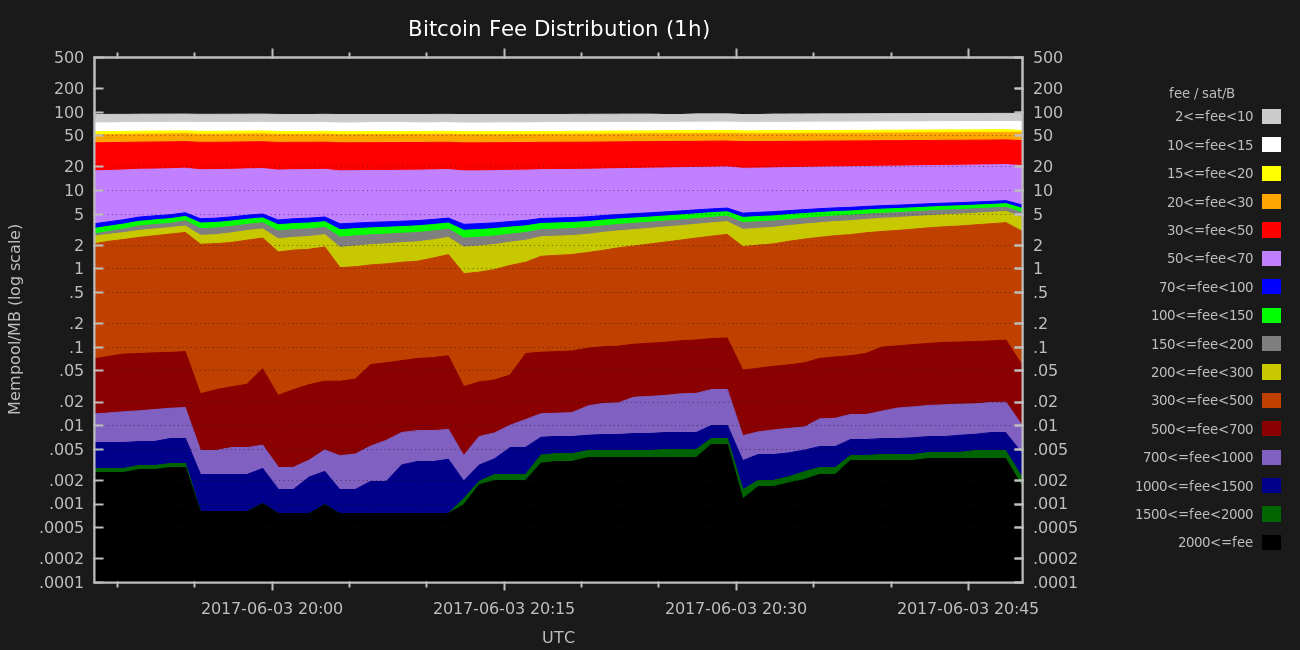 Bitcoin Fee Distribution (1h)
Mempool/MB (log scale)
500
200
100
50
20
10
5
2
1
.5
.2
.1
.05
.02
.01
.005
.002
.001
.0005
.0002
.0001
500
200
100
50
20
10
5
2
1
.5
.2
.1
.05
.02
.01
.005
.002
.001
.0005
.0002
.0001
2017-06-03 20:00
2017-06-03 20:15
2017-06-03 20:30
2017-06-03 20:45
UTC
fee / sat/B
2<=fee<10
10<=fee<15
15<=fee<20
20<=fee<30
30<=fee<50
50<=fee<70
70<=fee<100
100<=fee<150
150<=fee<200
200<=fee<300
300<=fee<500
500<=fee<700
700<=fee<1000
1000<=fee<1500
1500<=fee<2000
2000<=fee